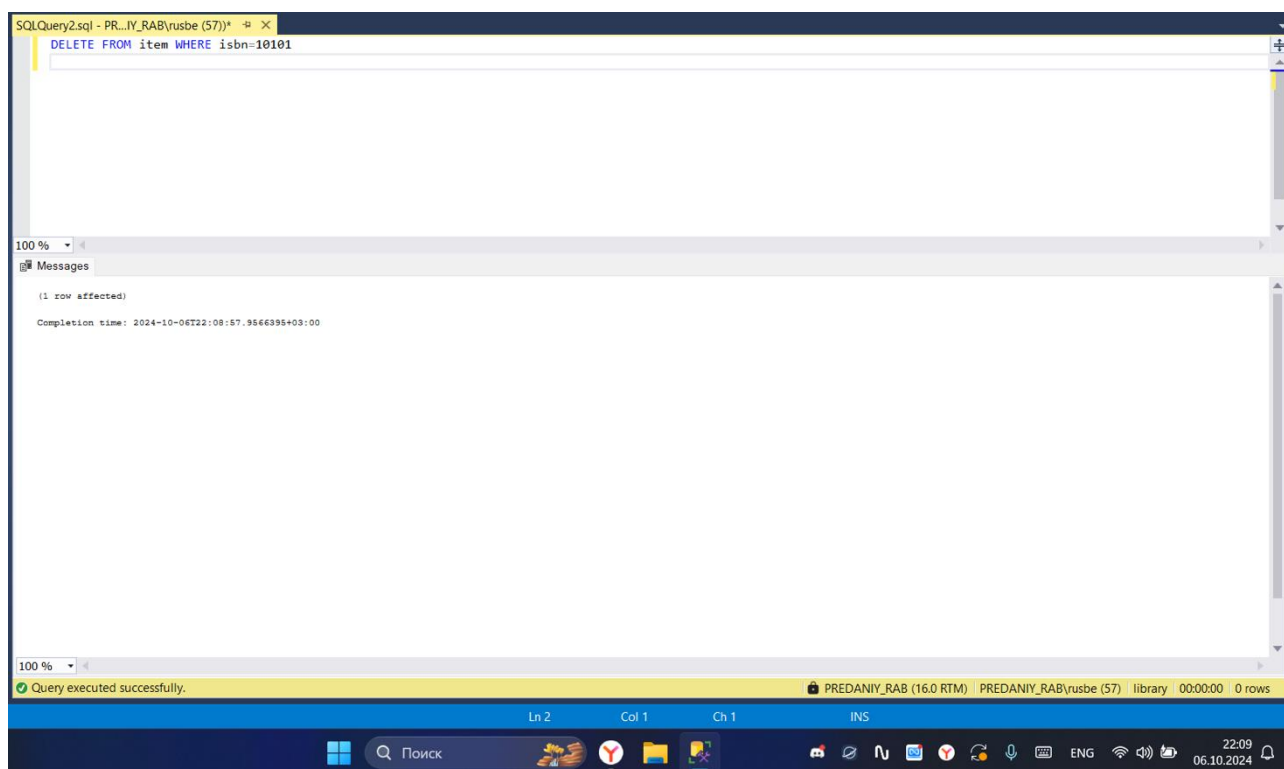 SQLQuery2.sql - PR...IY_RAB\rusbe (57))*
DELETE FROM item WHERE isbn=10101
100 %
Messages
(1 row affected)
Completion time: 2024-10-06T22:08:57.9566395+03:00
100 %
Query executed successfully.
PREDANIY_RAB (16.0 RTM) PREDANIY_RAB\rusbe (57) library 00:00:00 0 rows
Ln 2 Col 1 Ch 1 INS
Поиск
ENG
22:09
06.10.2024